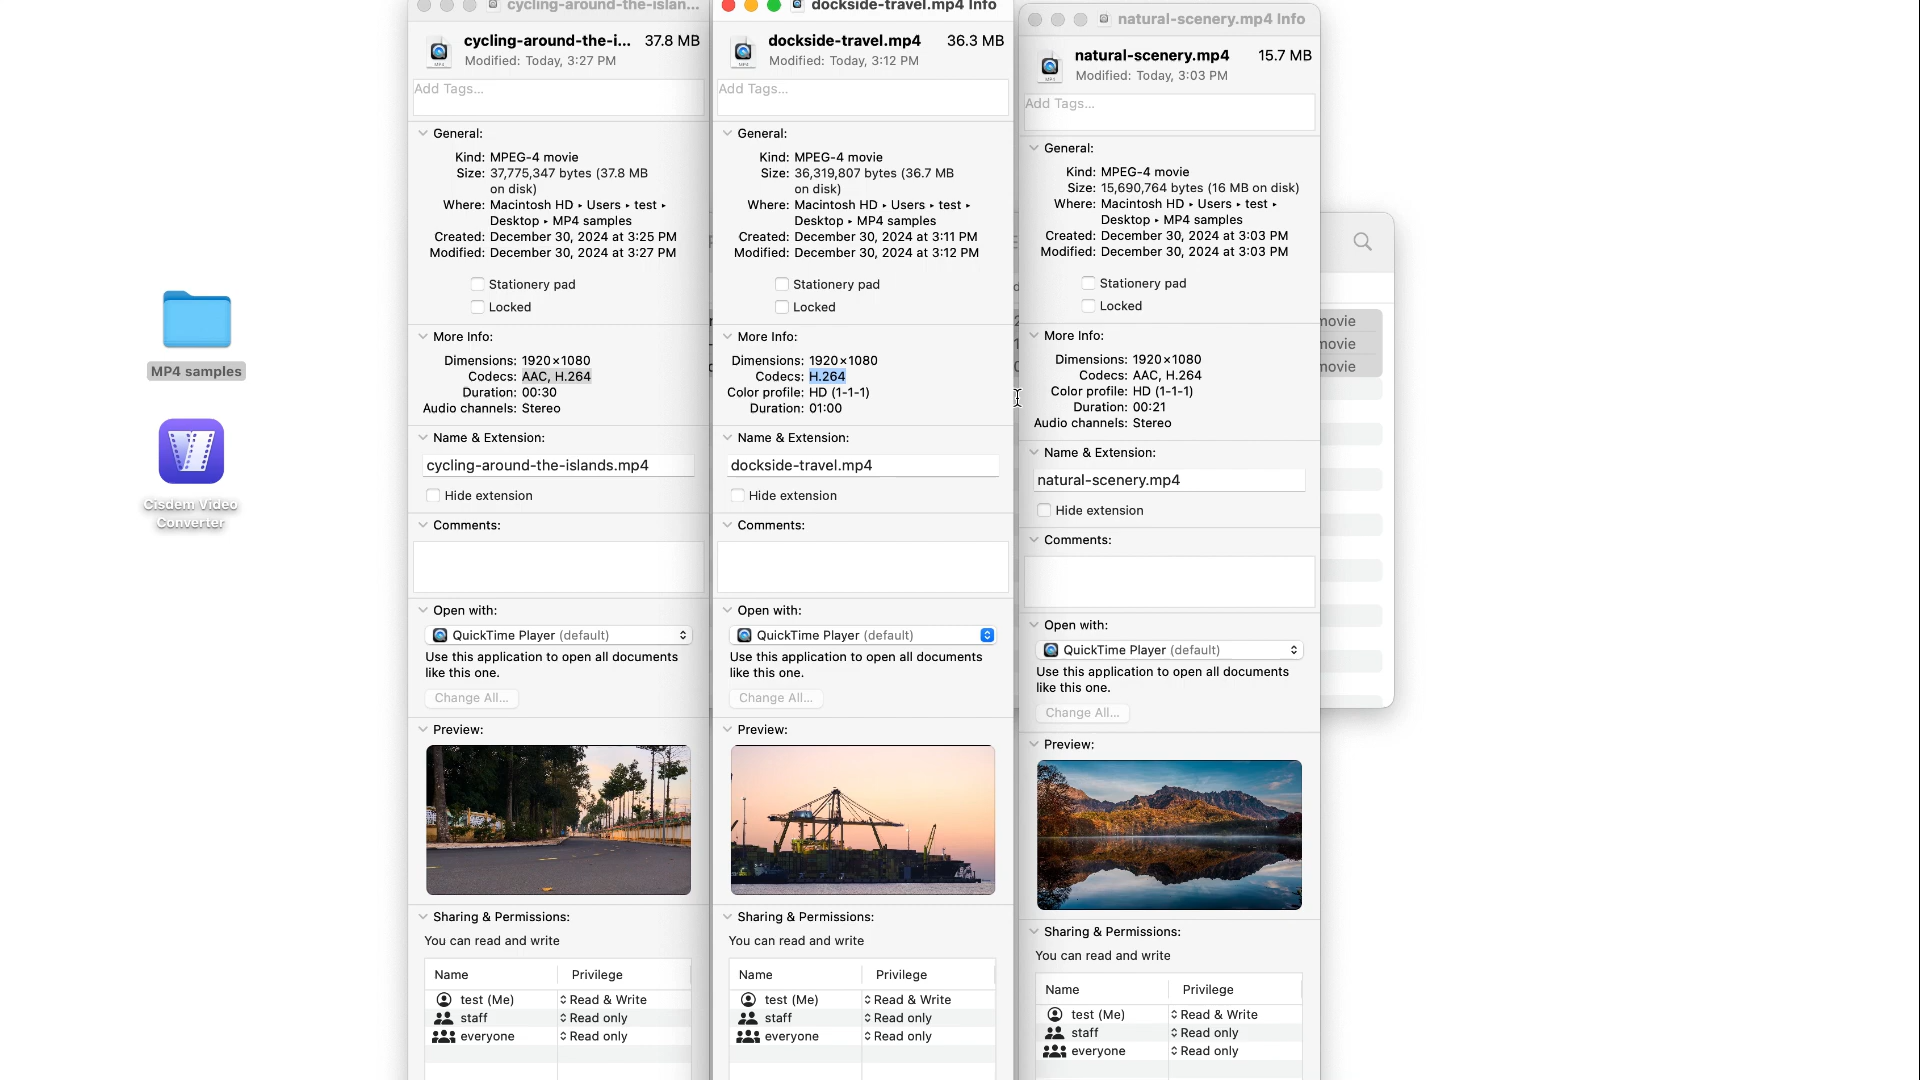 MP4 samples
Cisdem Video
Converter
cycling-around-the-islan...
cycling-around-the-i... 37.8 MB
Modified: Today, 3:27 PM
Add Tags...
General:
Kind: MPEG-4 movie
Size: 37,775,347 bytes (37.8 MB
on disk)
Where: Macintosh HD ▸ Users ▸ test ▸
Desktop ▸ MP4 samples
Created: December 30, 2024 at 3:25 PM
Modified: December 30, 2024 at 3:27 PM
Stationery pad
Locked
More Info:
Dimensions: 1920×1080
Codecs: AAC, H.264
Duration: 00:30
Audio channels: Stereo
Name & Extension:
cycling-around-the-islands.mp4
Hide extension
Comments:
Open with:
QuickTime Player (default)
Use this application to open all documents
like this one.
Change All...
Preview:
Sharing & Permissions:
You can read and write
Name Privilege
test (Me) Read & Write
staff Read only
everyone Read only
dockside-travel.mp4 Info
dockside-travel.mp4 36.3 MB
Modified: Today, 3:12 PM
Add Tags...
General:
Kind: MPEG-4 movie
Size: 36,319,807 bytes (36.7 MB
on disk)
Where: Macintosh HD ▸ Users ▸ test ▸
Desktop ▸ MP4 samples
Created: December 30, 2024 at 3:11 PM
Modified: December 30, 2024 at 3:12 PM
Stationery pad
Locked
More Info:
Dimensions: 1920×1080
Codecs: H.264
Color profile: HD (1-1-1)
Duration: 01:00
Name & Extension:
dockside-travel.mp4
Hide extension
Comments:
Open with:
QuickTime Player (default)
Use this application to open all documents
like this one.
Change All...
Preview:
Sharing & Permissions:
You can read and write
Name Privilege
test (Me) Read & Write
staff Read only
everyone Read only
natural-scenery.mp4 Info
natural-scenery.mp4 15.7 MB
Modified: Today, 3:03 PM
Add Tags...
General:
Kind: MPEG-4 movie
Size: 15,690,764 bytes (16 MB on disk)
Where: Macintosh HD ▸ Users ▸ test ▸
Desktop ▸ MP4 samples
Created: December 30, 2024 at 3:03 PM
Modified: December 30, 2024 at 3:03 PM
Stationery pad
Locked
More Info:
Dimensions: 1920×1080
Codecs: AAC, H.264
Color profile: HD (1-1-1)
Duration: 00:21
Audio channels: Stereo
Name & Extension:
natural-scenery.mp4
Hide extension
Comments:
Open with:
QuickTime Player (default)
Use this application to open all documents
like this one.
Change All...
Preview:
Sharing & Permissions:
You can read and write
Name Privilege
test (Me) Read & Write
staff Read only
everyone Read only
movie
movie
movie